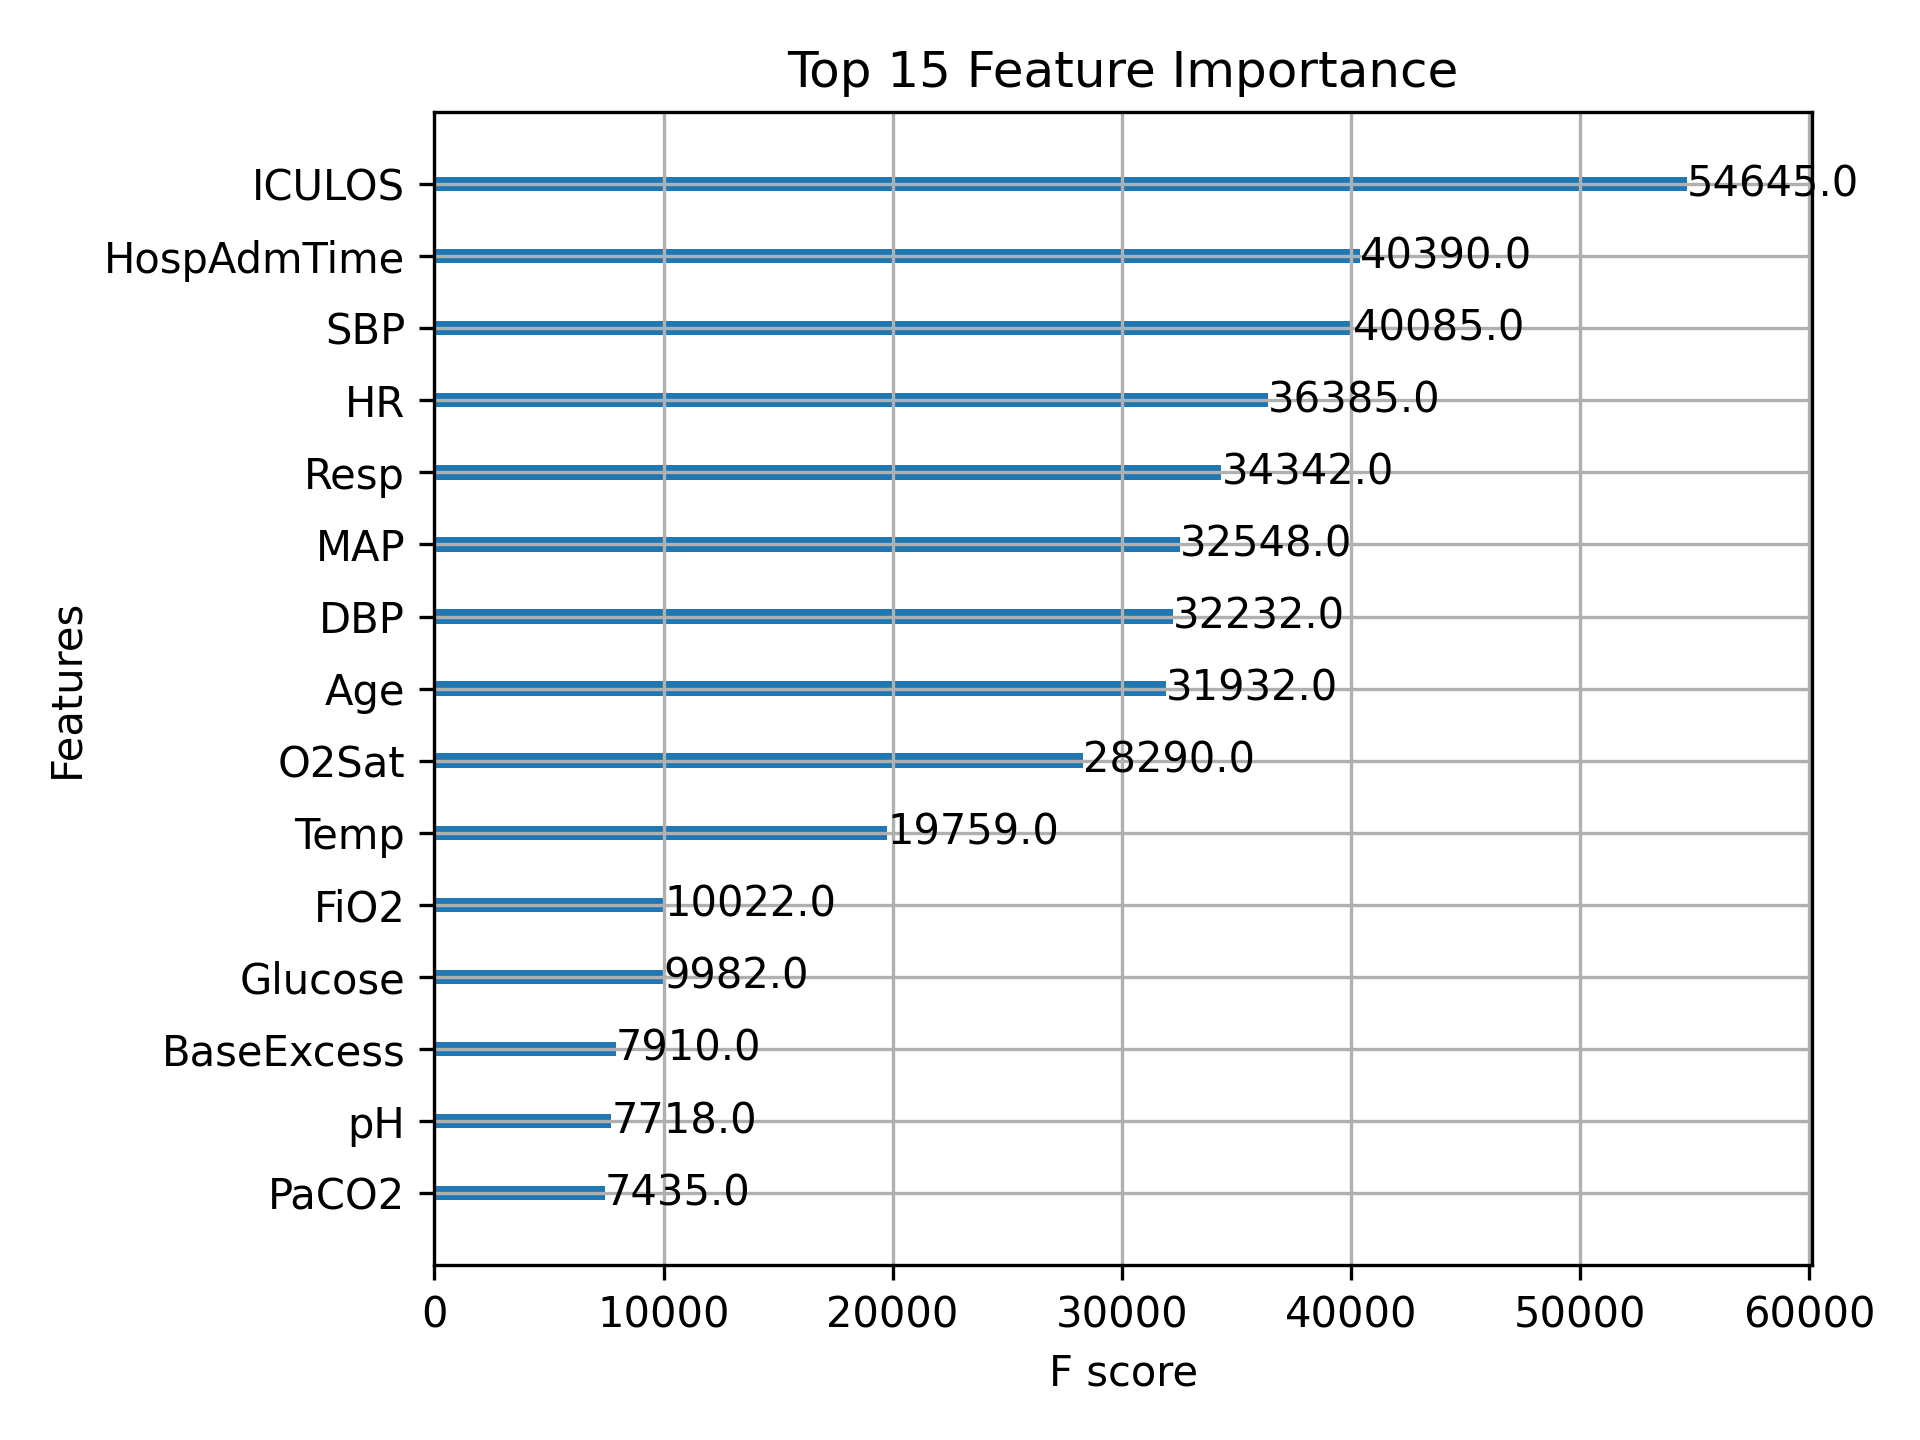 Top 15 Feature Importance
Features
ICULOS 54645.0
HospAdmTime 40390.0
SBP 40085.0
HR 36385.0
Resp 34342.0
MAP 32548.0
DBP 32232.0
Age 31932.0
O2Sat 28290.0
Temp 19759.0
FiO2 10022.0
Glucose 9982.0
BaseExcess 7910.0
pH 7718.0
PaCO2 7435.0
0 10000 20000 30000 40000 50000 60000
F score